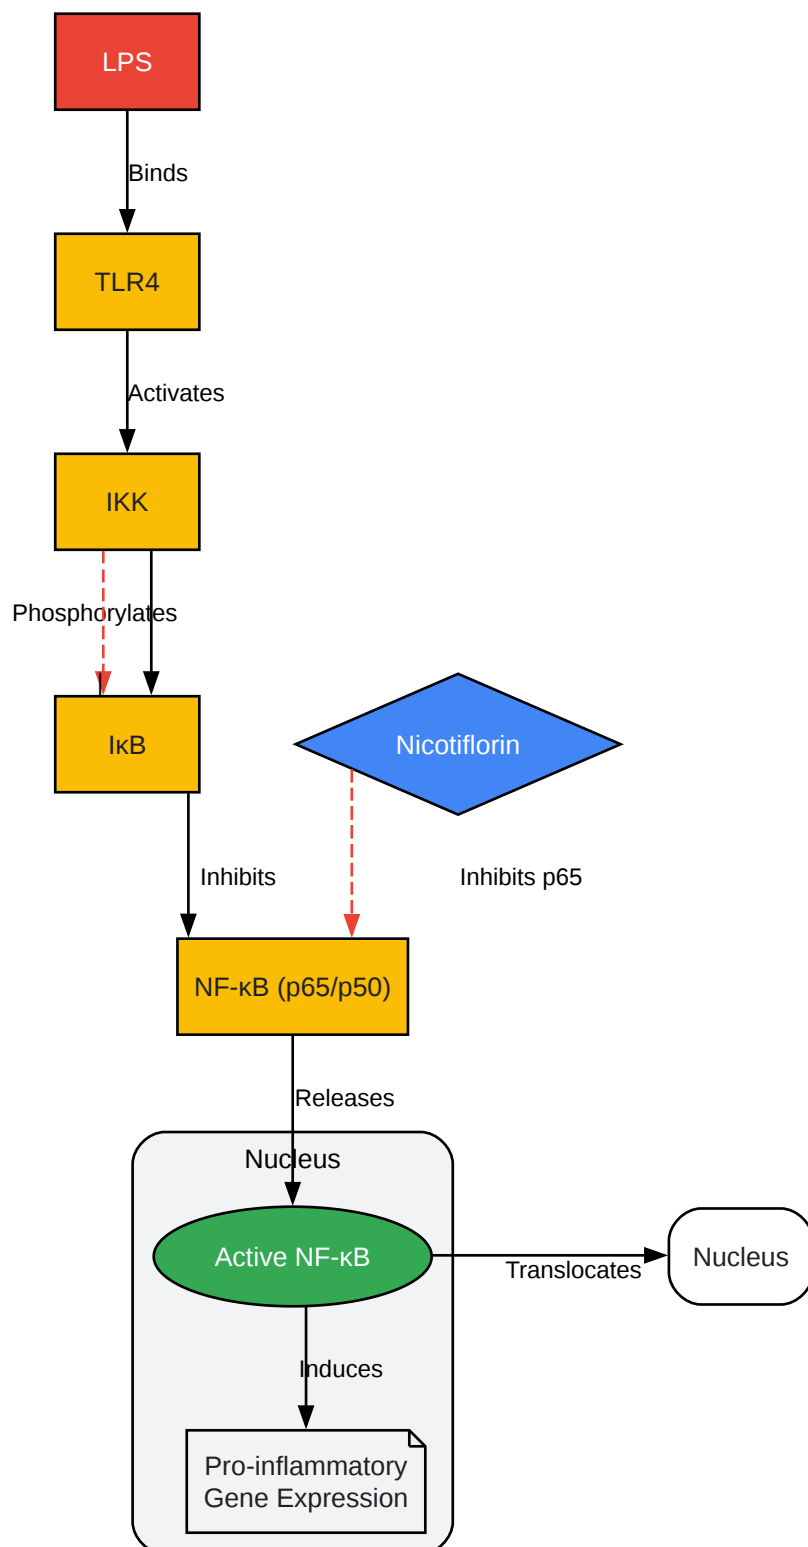 LPS
Binds
TLR4
Activates
IKK
Phosphorylates
IκB
Nicotiflorin
Inhibits
Inhibits p65
NF-κB (p65/p50)
Releases
Nucleus
Active NF-κB
Translocates
Nucleus
Induces
Pro-inflammatory
Gene Expression